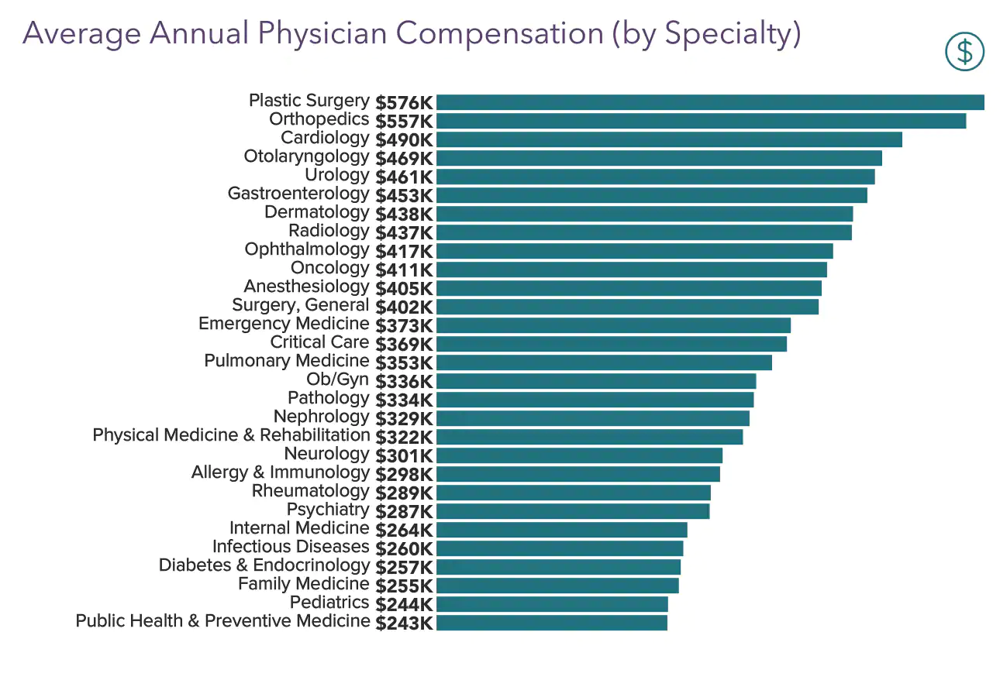 Average Annual Physician Compensation (by Specialty)
$
Plastic Surgery $576K
Orthopedics $557K
Cardiology $490K
Otolaryngology $469K
Urology $461K
Gastroenterology $453K
Dermatology $438K
Radiology $437K
Ophthalmology $417K
Oncology $411K
Anesthesiology $405K
Surgery, General $402K
Emergency Medicine $373K
Critical Care $369K
Pulmonary Medicine $353K
Ob/Gyn $336K
Pathology $334K
Nephrology $329K
Physical Medicine & Rehabilitation $322K
Neurology $301K
Allergy & Immunology $298K
Rheumatology $289K
Psychiatry $287K
Internal Medicine $264K
Infectious Diseases $260K
Diabetes & Endocrinology $257K
Family Medicine $255K
Pediatrics $244K
Public Health & Preventive Medicine $243K